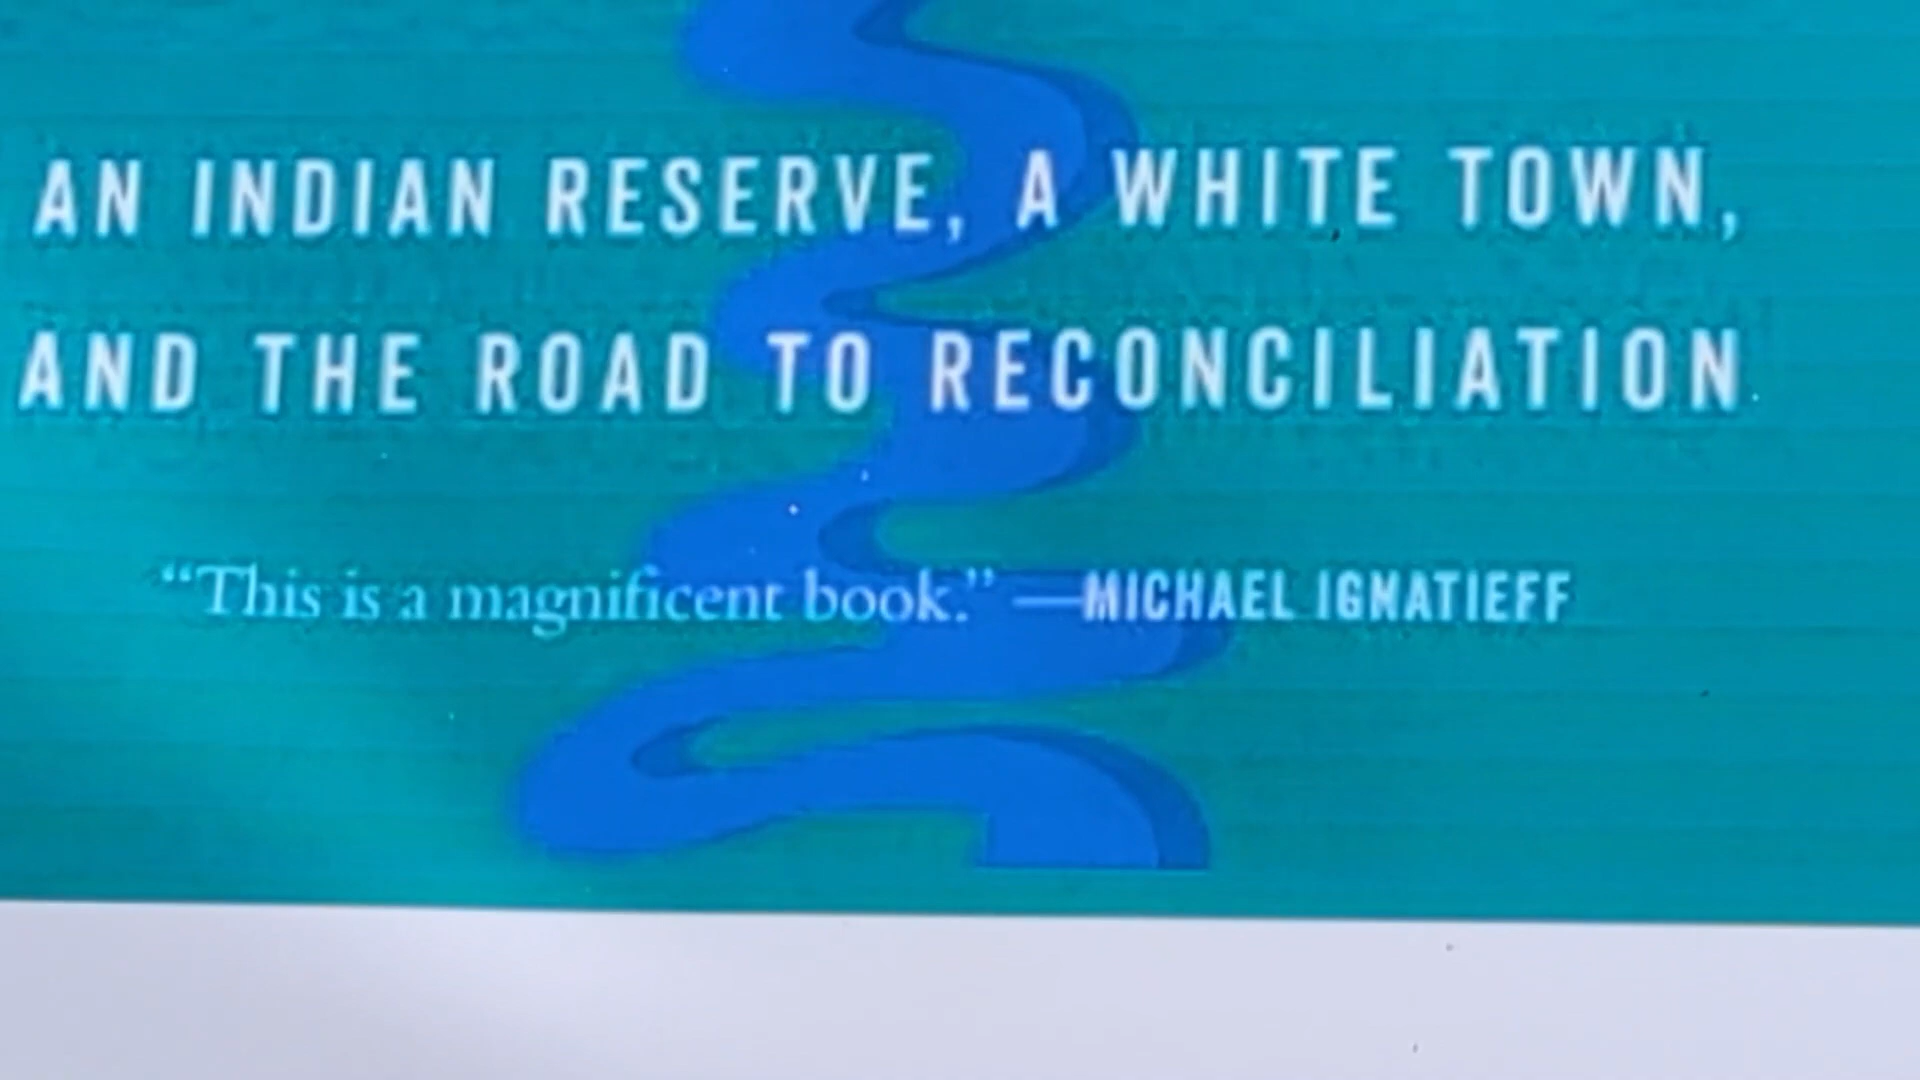 AN INDIAN RESERVE, A WHITE TOWN,
AND THE ROAD TO RECONCILIATION
“This is a magnificent book.” —MICHAEL IGNATIEFF